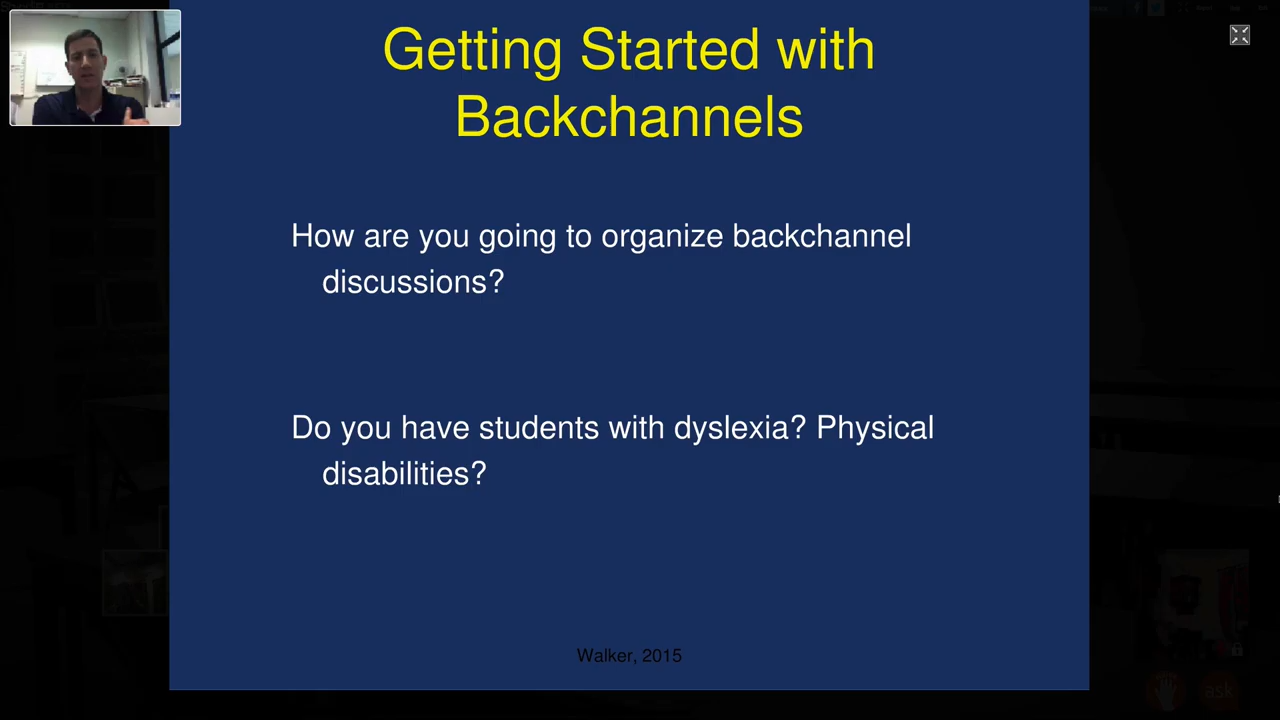 Getting Started with
Backchannels
How are you going to organize backchannel
discussions?
Do you have students with dyslexia? Physical
disabilities?
Walker, 2015
ask